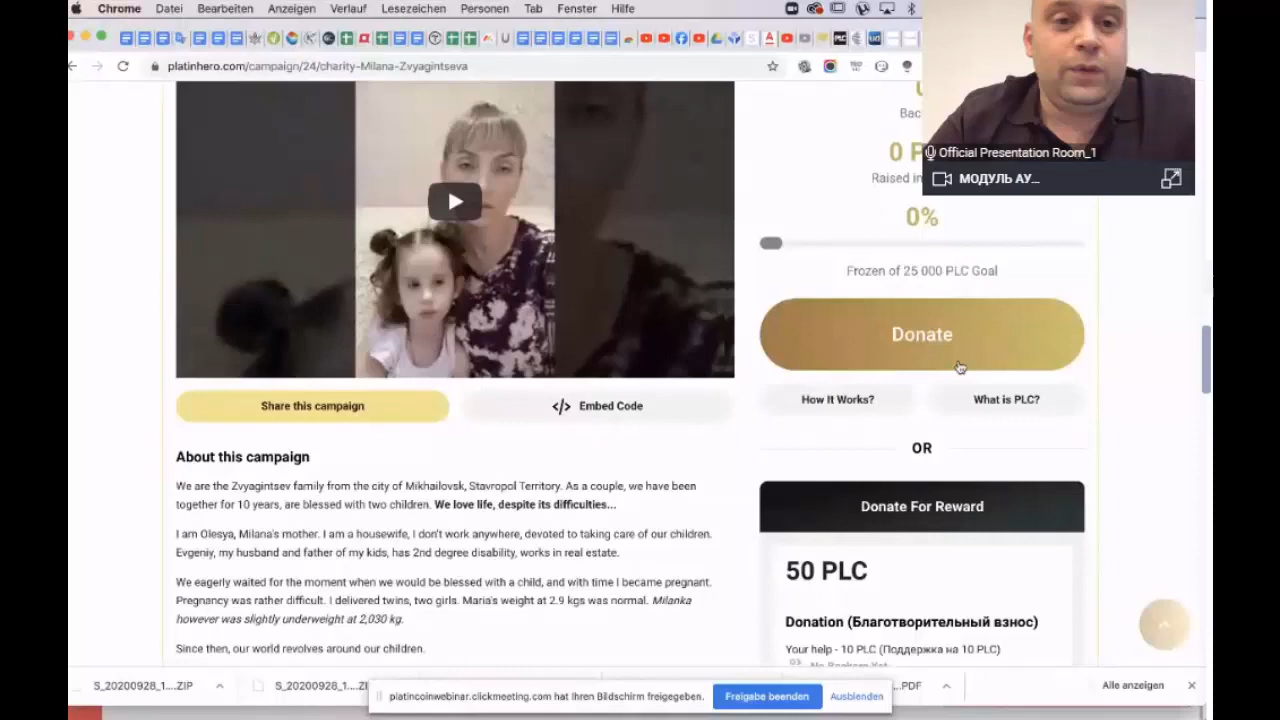 Chrome Datei Bearbeiten Anzeigen Verlauf Lesezeichen Personen Tab Fenster Hilfe
platinhero.com/campaign/24/charity-Milana-Zvyagintseva
Official Presentation Room_1
МОДУЛЬ АУ...
Raised in
0%
Frozen of 25 000 PLC Goal
Donate
Share this campaign
</> Embed Code
How It Works?
What is PLC?
OR
About this campaign
We are the Zvyagintsev family from the city of Mikhailovsk, Stavropol Territory. As a couple, we have been
together for 10 years, are blessed with two children. We love life, despite its difficulties...
I am Olesya, Milana's mother. I am a housewife, I don't work anywhere, devoted to taking care of our children.
Evgeniy, my husband and father of my kids, has 2nd degree disability, works in real estate.
We eagerly waited for the moment when we would be blessed with a child, and with time I became pregnant.
Pregnancy was rather difficult. I delivered twins, two girls. Maria's weight at 2.9 kgs was normal. Milanka
however was slightly underweight at 2,030 kg.
Since then, our world revolves around our children.
Donate For Reward
50 PLC
Donation (Благотворительный взнос)
Your help - 10 PLC (Поддержка на 10 PLC)
S_20200928_1....ZIP
S_20200928_1....ZI
platincoinwebinar.clickmeeting.com hat Ihren Bildschirm freigegeben.
Freigabe beenden
Ausblenden
...PDF
Alle anzeigen